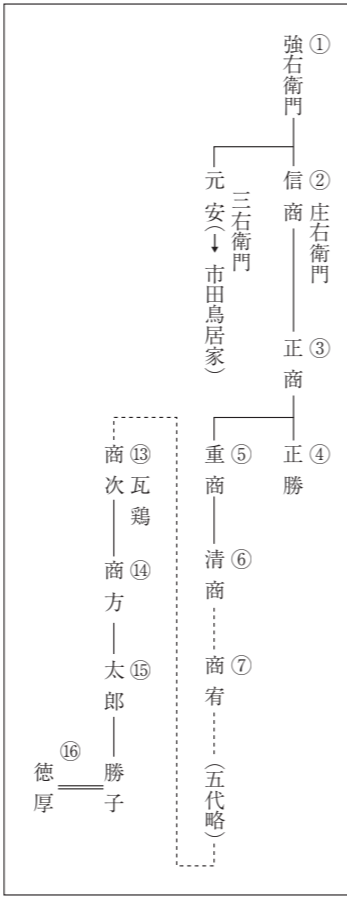 ① 強右衛門
② 信商 庄右衛門
三右衛門
元安(→市田鳥居家)
③ 正商
④ 正勝
⑤ 重商
⑥ 清商
⑦ 商宥
(五代略)
⑬ 商次 瓦鶏
⑭ 商方
⑮ 太郎
勝子
⑯ 徳厚